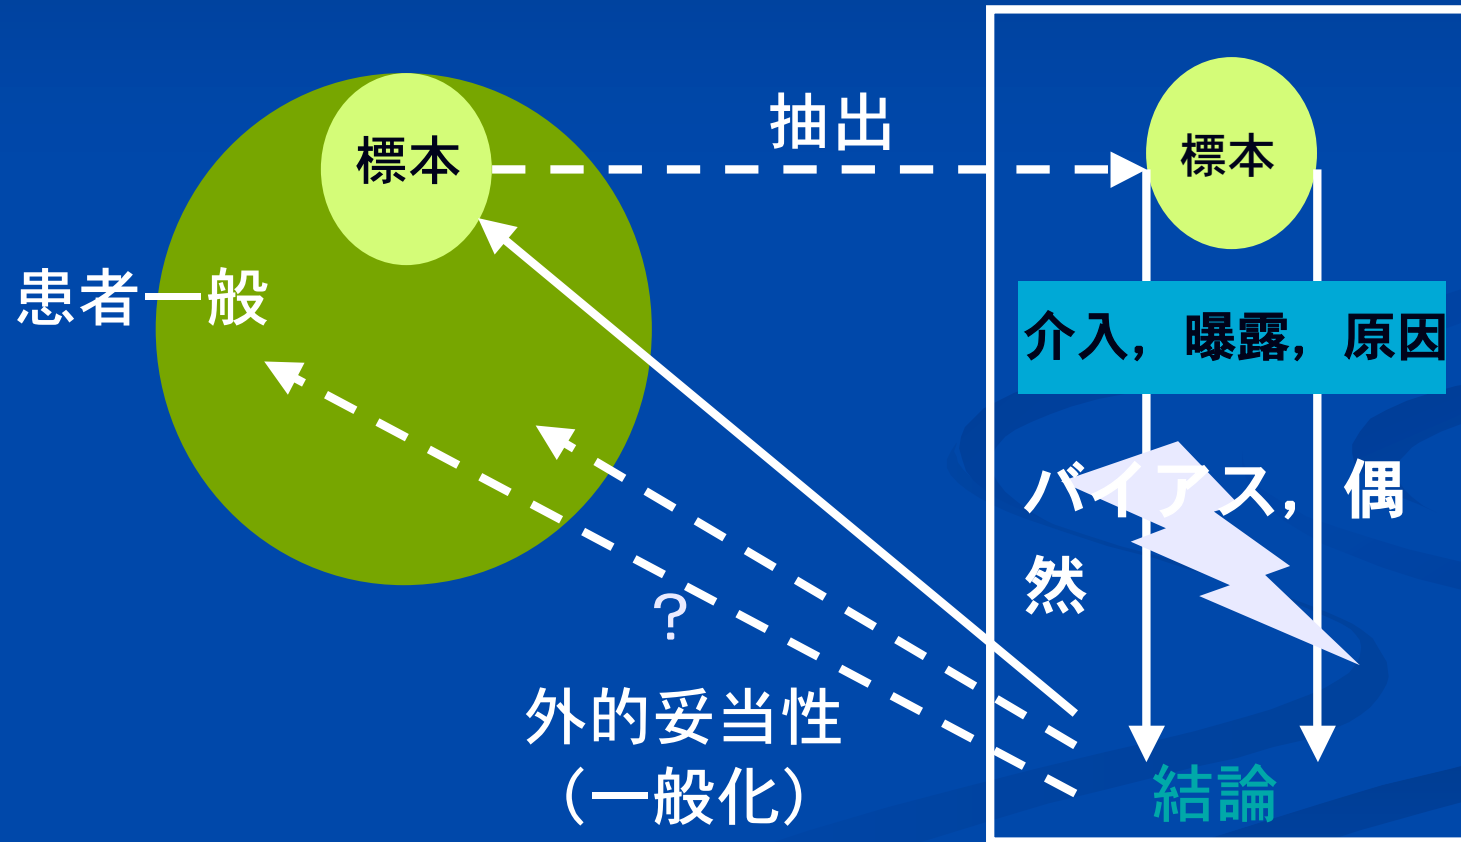 標本
抽出
標本
患者一般
介入，曝露，原因
バイアス，偶
然
？
外的妥当性
（一般化）
結論